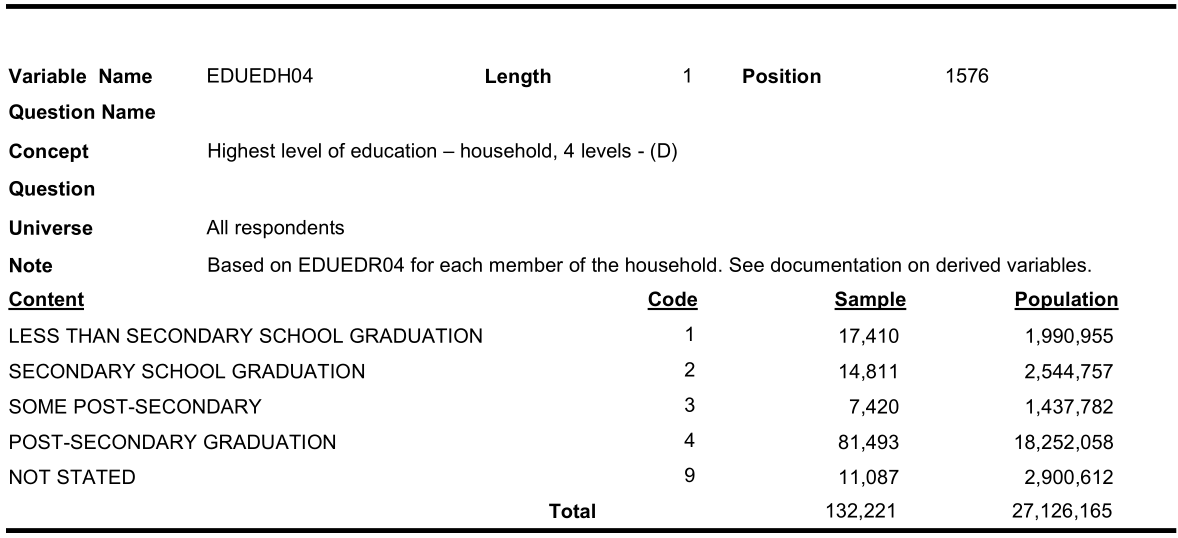 Variable Name EDUEDH04 Length 1 Position 1576
Question Name
Concept Highest level of education – household, 4 levels - (D)
Question
Universe All respondents
Note Based on EDUEDR04 for each member of the household. See documentation on derived variables.
Content Code Sample Population
LESS THAN SECONDARY SCHOOL GRADUATION 1 17,410 1,990,955
SECONDARY SCHOOL GRADUATION 2 14,811 2,544,757
SOME POST-SECONDARY 3 7,420 1,437,782
POST-SECONDARY GRADUATION 4 81,493 18,252,058
NOT STATED 9 11,087 2,900,612
Total 132,221 27,126,165